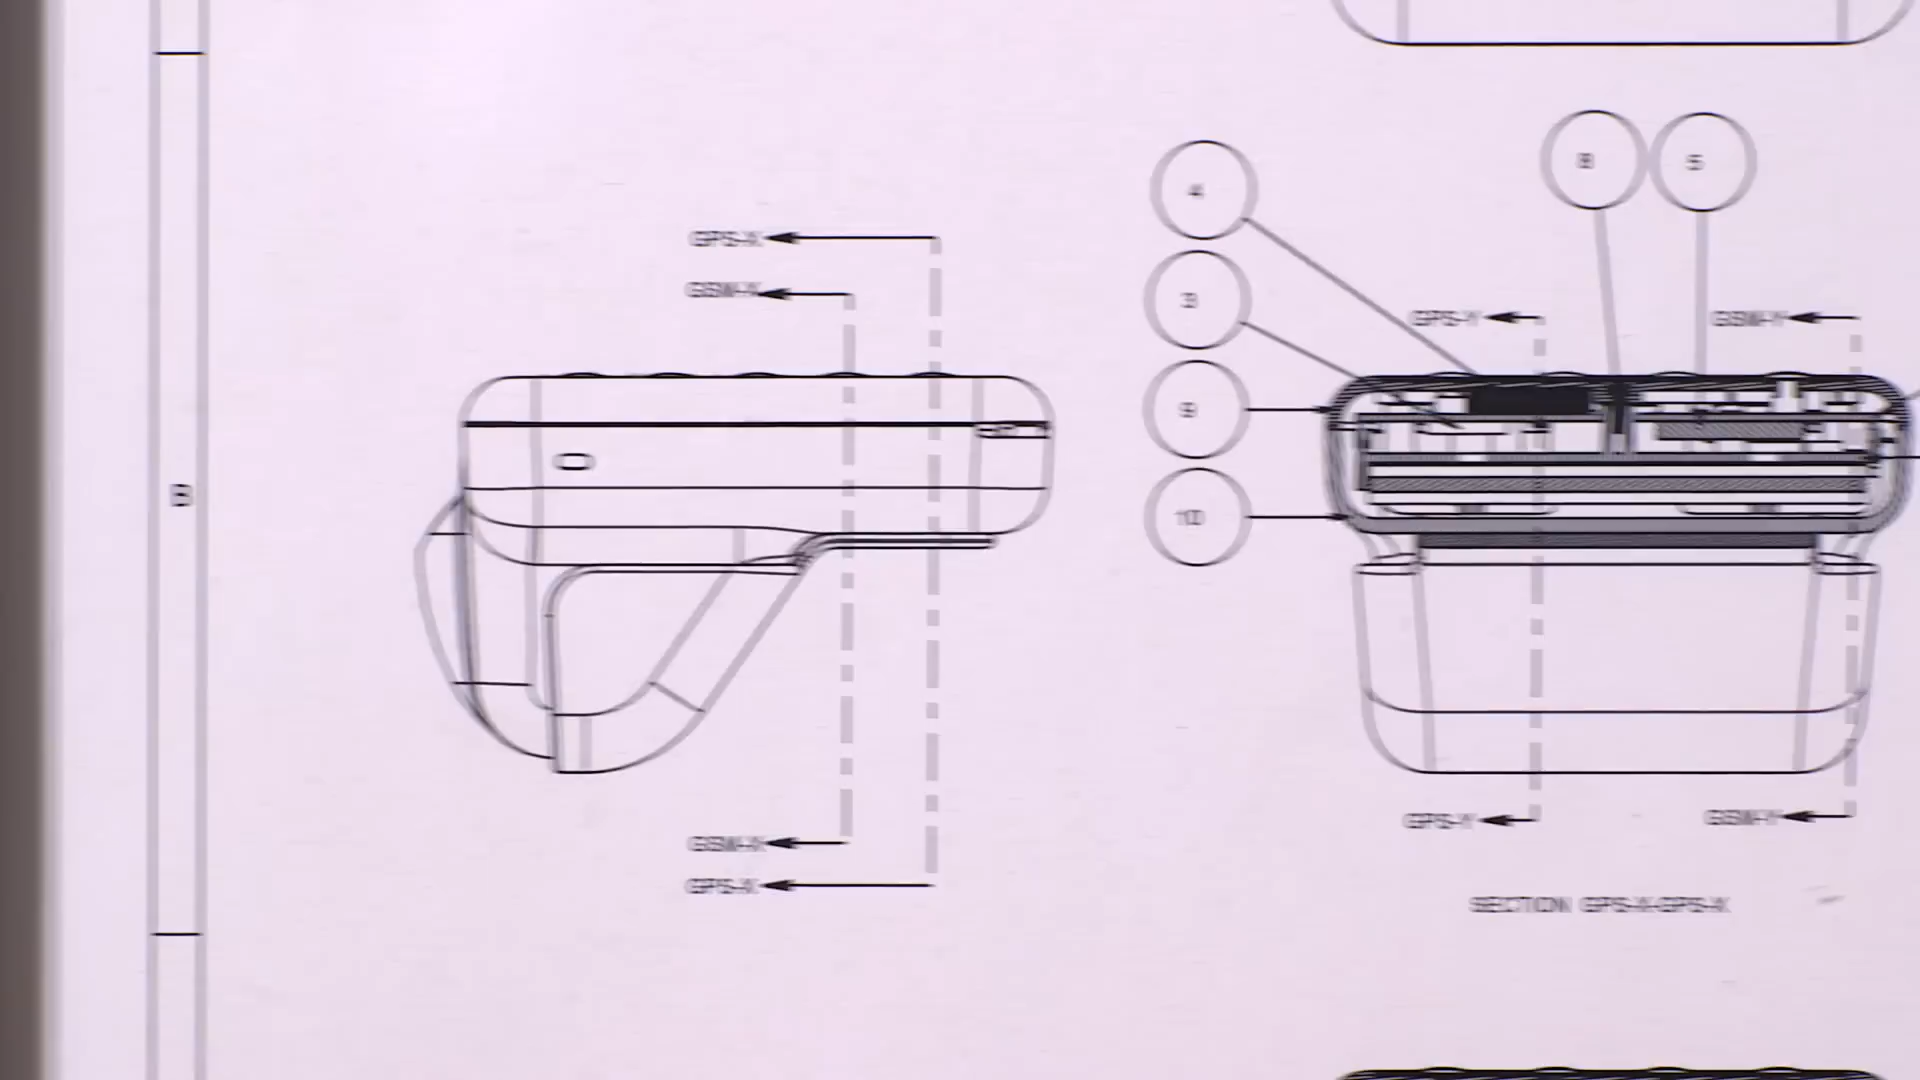 8 5
4
GPS-X
GSM-X
3
GPS-Y GSM-Y
9
B
10
GPS-Y GSM-Y
GSM-X
GPS-X
SECTION GPS-X-GPS-X